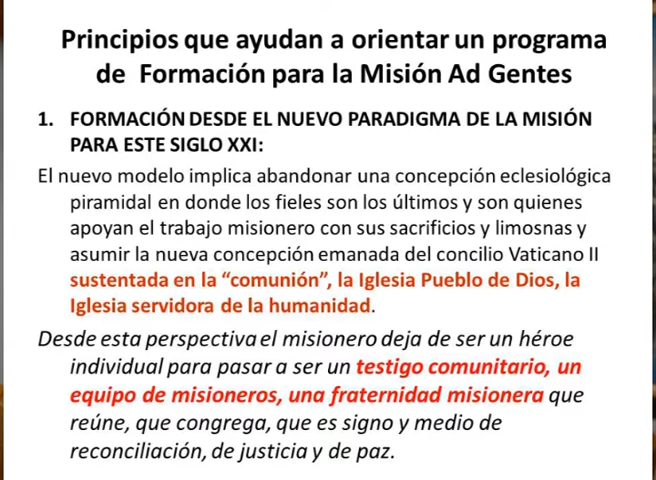 Principios que ayudan a orientar un programa
de Formación para la Misión Ad Gentes
1. FORMACIÓN DESDE EL NUEVO PARADIGMA DE LA MISIÓN
PARA ESTE SIGLO XXI:
El nuevo modelo implica abandonar una concepción eclesiológica
piramidal en donde los fieles son los últimos y son quienes
apoyan el trabajo misionero con sus sacrificios y limosnas y
asumir la nueva concepción emanada del concilio Vaticano II
sustentada en la “comunión”, la Iglesia Pueblo de Dios, la
Iglesia servidora de la humanidad.
Desde esta perspectiva el misionero deja de ser un héroe
individual para pasar a ser un testigo comunitario, un
equipo de misioneros, una fraternidad misionera que
reúne, que congrega, que es signo y medio de
reconciliación, de justicia y de paz.